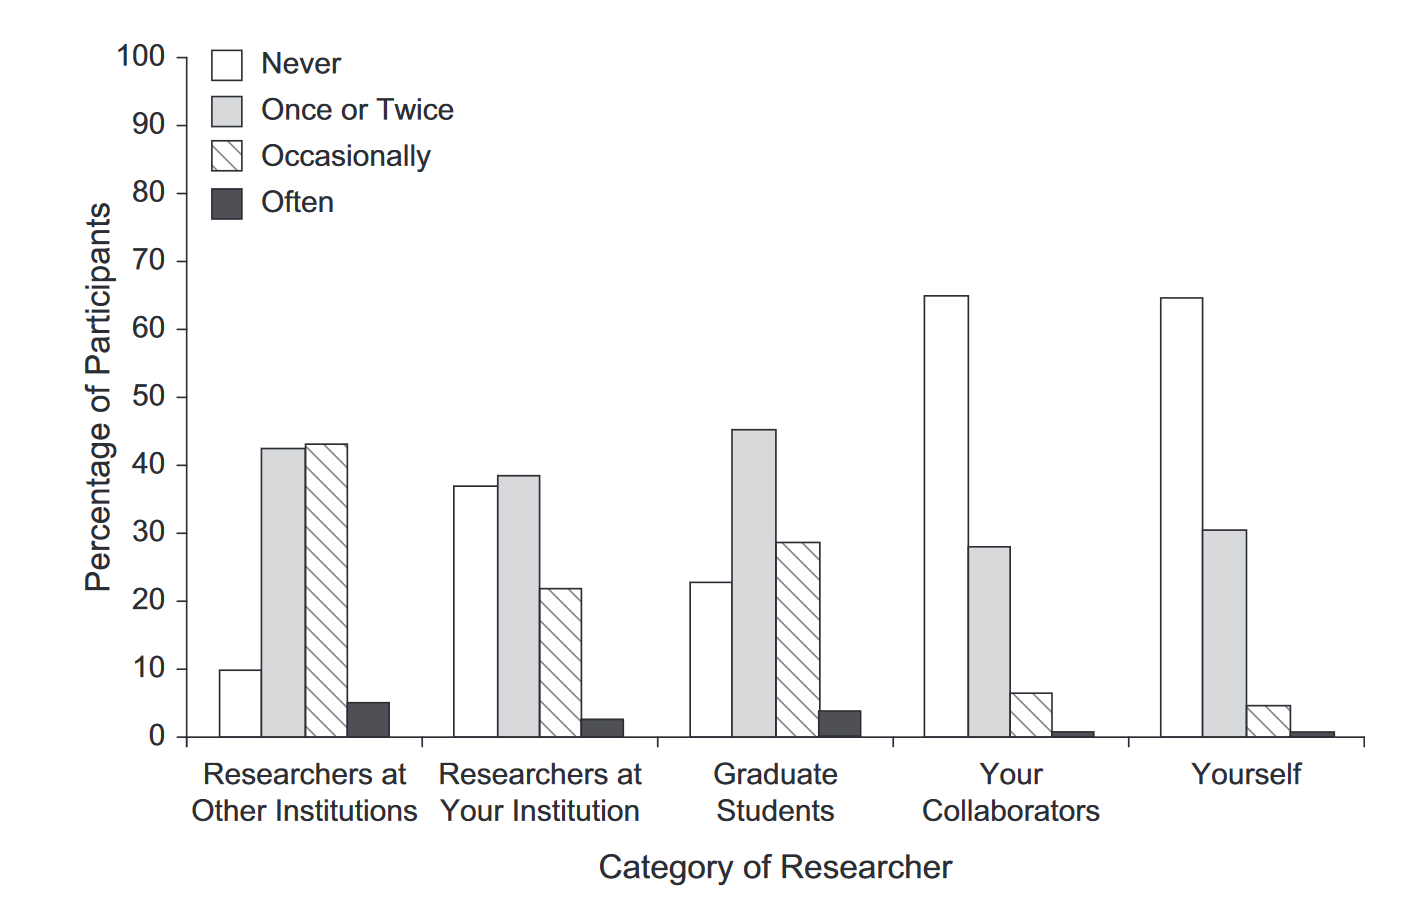 100
90
80
70
60
50
40
30
20
10
0
Percentage of Participants
Never
Once or Twice
Occasionally
Often
Researchers at
Other Institutions
Researchers at
Your Institution
Graduate
Students
Your
Collaborators
Yourself
Category of Researcher